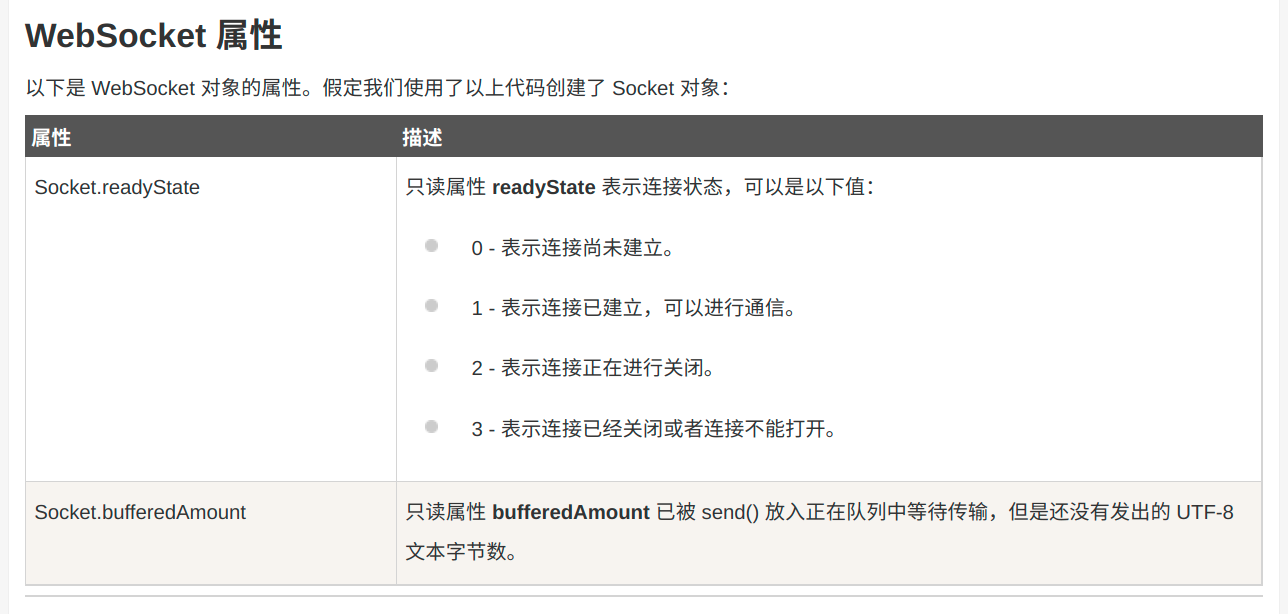 WebSocket 属性
以下是 WebSocket 对象的属性。假定我们使用了以上代码创建了 Socket 对象：
属性 描述
Socket.readyState 只读属性 readyState 表示连接状态，可以是以下值：
0 - 表示连接尚未建立。
1 - 表示连接已建立，可以进行通信。
2 - 表示连接正在进行关闭。
3 - 表示连接已经关闭或者连接不能打开。
Socket.bufferedAmount 只读属性 bufferedAmount 已被 send() 放入正在队列中等待传输，但是还没有发出的 UTF-8
文本字节数。